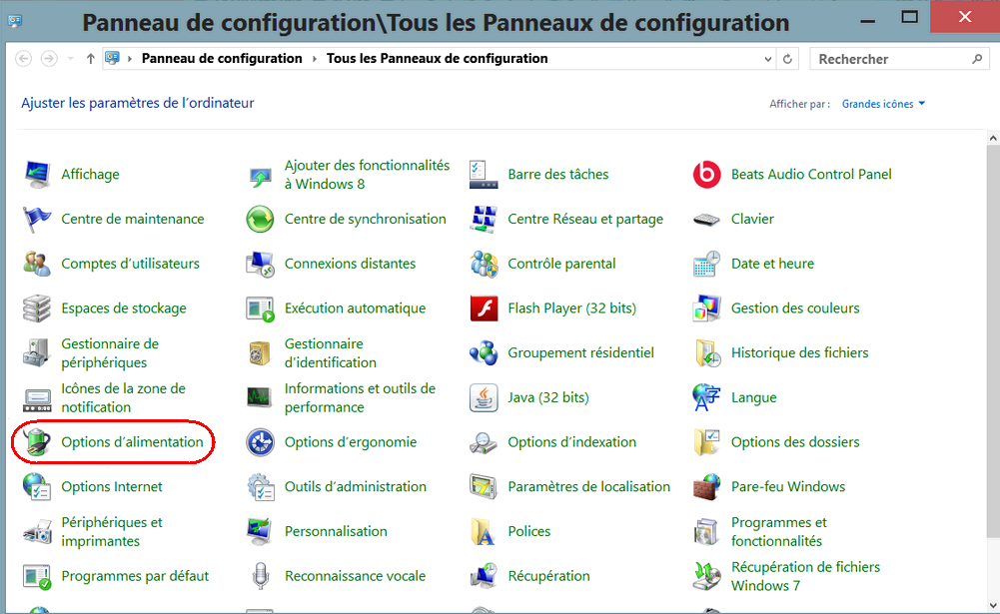 Panneau de configuration\Tous les Panneaux de configuration
Panneau de configuration
Tous les Panneaux de configuration
Rechercher
Ajuster les paramètres de l'ordinateur
Afficher par :
Grandes icônes
Affichage
Ajouter des fonctionnalités
à Windows 8
Barre des tâches
Beats Audio Control Panel
Centre de maintenance
Centre de synchronisation
Centre Réseau et partage
Clavier
Comptes d'utilisateurs
Connexions distantes
Contrôle parental
Date et heure
Espaces de stockage
Exécution automatique
Flash Player (32 bits)
Gestion des couleurs
Gestionnaire de
périphériques
Gestionnaire
d'identification
Groupement résidentiel
Historique des fichiers
Icônes de la zone de
notification
Informations et outils de
performance
Java (32 bits)
Langue
Options d'alimentation
Options d'ergonomie
Options d'indexation
Options des dossiers
Options Internet
Outils d'administration
Paramètres de localisation
Pare-feu Windows
Périphériques et
imprimantes
Personnalisation
Polices
Programmes et
fonctionnalités
Programmes par défaut
Reconnaissance vocale
Récupération
Récupération de fichiers
Windows 7